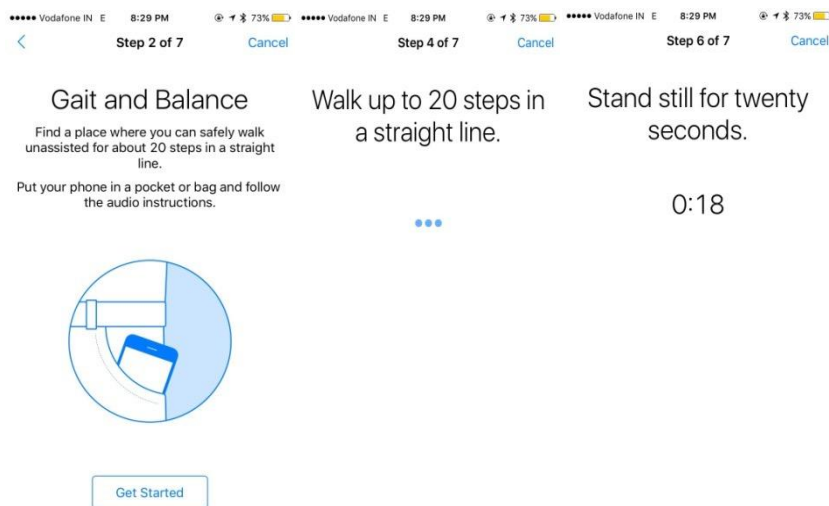 Vodafone IN E 8:29 PM 73%
Step 2 of 7 Cancel
Gait and Balance
Find a place where you can safely walk
unassisted for about 20 steps in a straight
line.
Put your phone in a pocket or bag and follow
the audio instructions.
Get Started
Vodafone IN E 8:29 PM 73%
Step 4 of 7 Cancel
Walk up to 20 steps in
a straight line.
Vodafone IN E 8:29 PM 73%
Step 6 of 7 Cancel
Stand still for twenty
seconds.
0:18